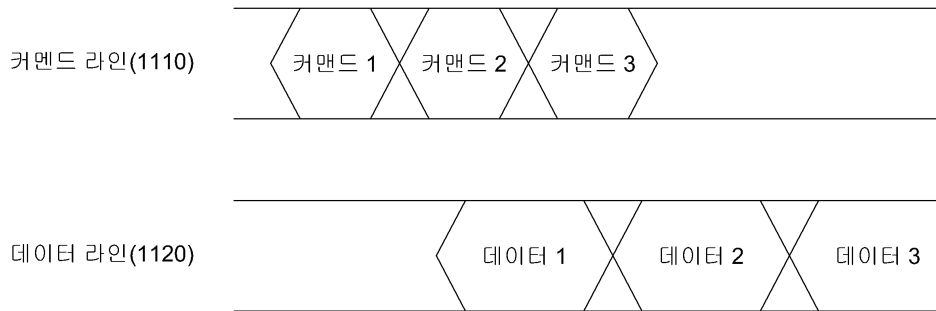 커멘드 라인(1110)
커맨드 1
커맨드 2
커맨드 3
데이터 라인(1120)
데이터 1
데이터 2
데이터 3